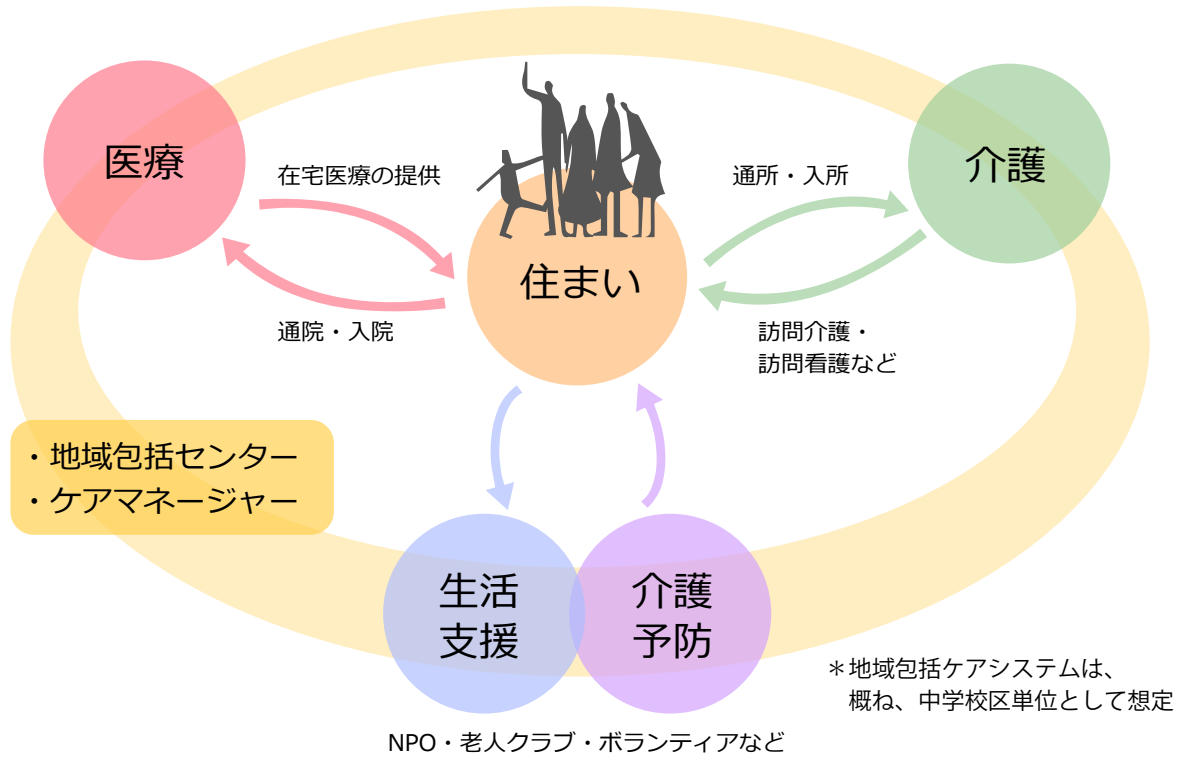 医療
在宅医療の提供
通院・入院
住まい
通所・入所
訪問介護・
訪問看護など
介護
・地域包括センター
・ケアマネージャー
生活
支援
介護
予防
NPO・老人クラブ・ボランティアなど
＊地域包括ケアシステムは、
概ね、中学校区単位として想定